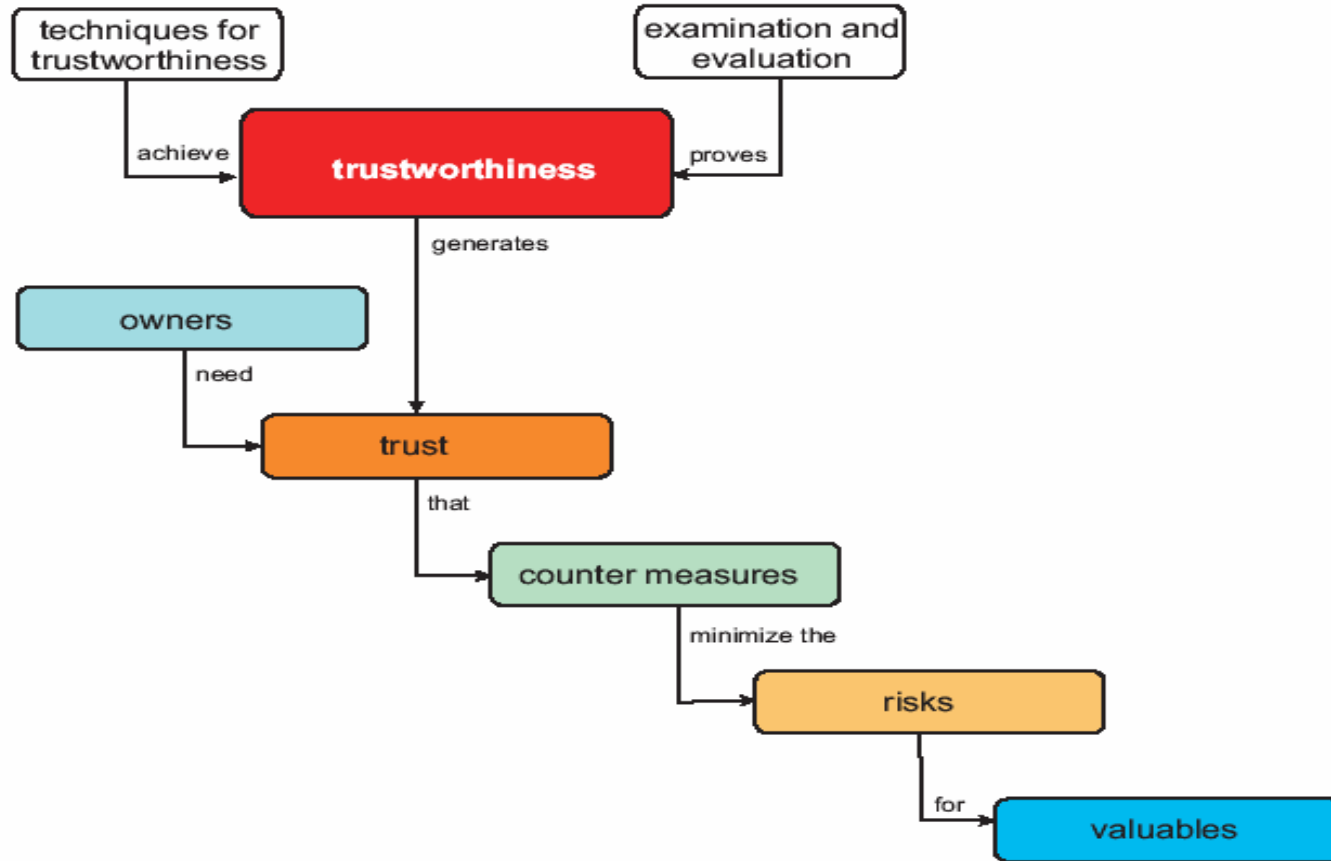 techniques for
trustworthiness
examination and
evaluation
achieve
trustworthiness
proves
generates
owners
need
trust
that
counter measures
minimize the
risks
for
valuables